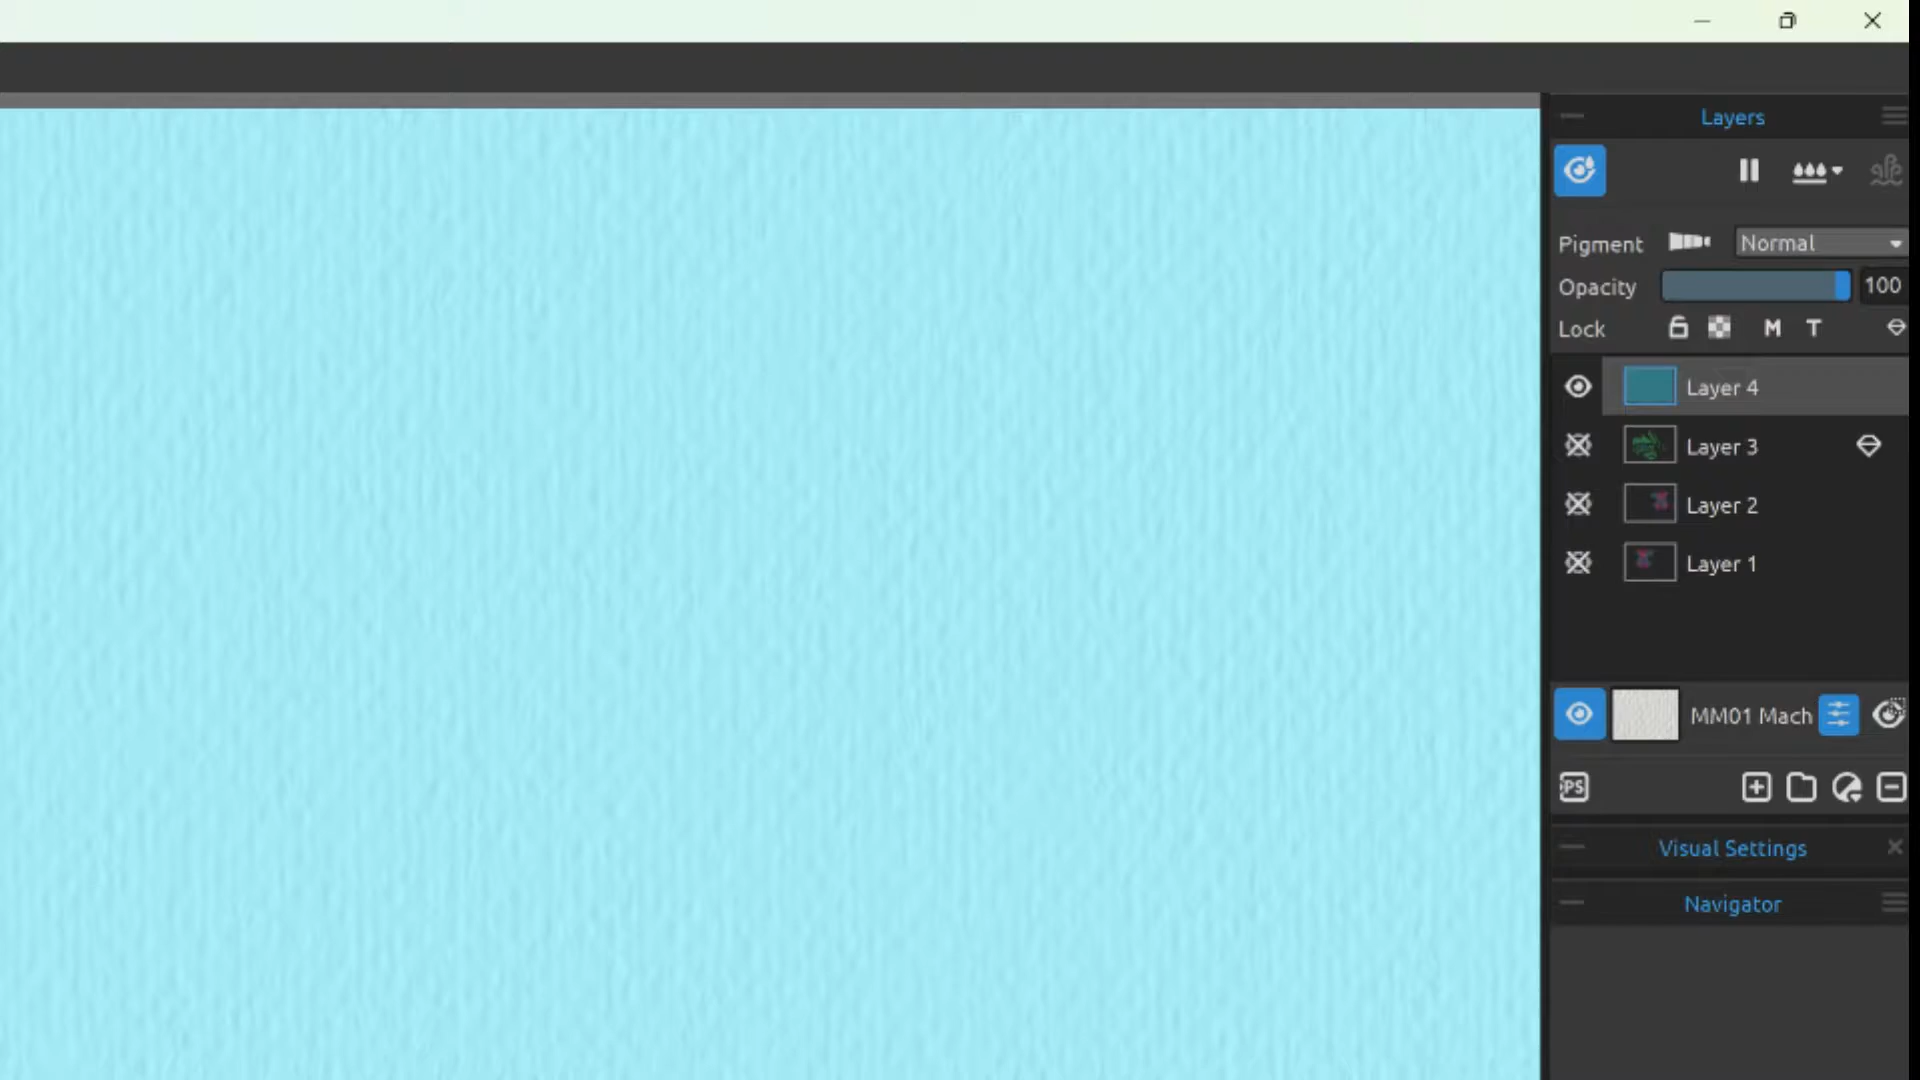 Layers
Pigment Normal
Opacity 100
Lock M T
Layer 4
Layer 3
Layer 2
Layer 1
MM01 Mach
PS
Visual Settings
Navigator